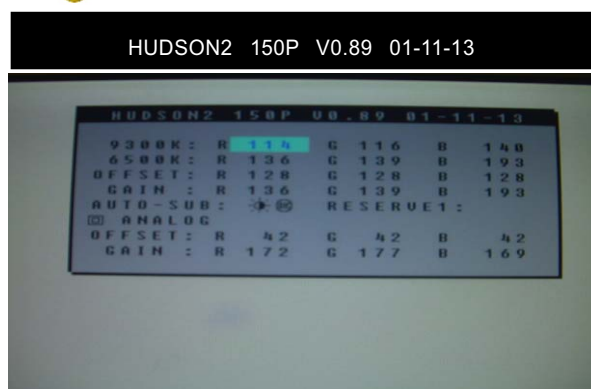 HUDSON2 150P V0.89 01-11-13
HUDSON2 150P V0.89 01-11-13
9300K: R 114 G 116 B 140
6500K: R 136 G 139 B 193
OFFSET: R 128 G 128 B 128
GAIN : R 136 G 139 B 193
AUTO-SUB: RESERVE1:
ANALOG
OFFSET: R 42 G 42 B 42
GAIN : R 172 G 177 B 169